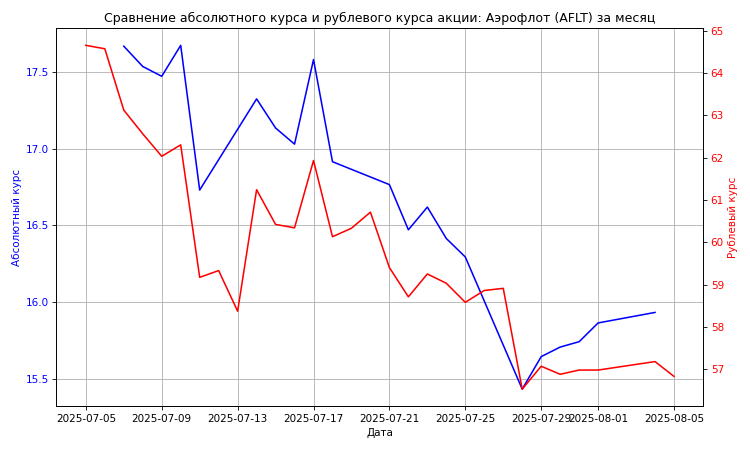 Сравнение абсолютного курса и рублевого курса акции: Аэрофлот (AFLT) за месяц
Абсолютный курс
17.5
17.0
16.5
16.0
15.5
65
64
63
62
61
60
59
58
57
Рублевый курс
2025-07-05 2025-07-09 2025-07-13 2025-07-17 2025-07-21 2025-07-25 2025-07-29 2025-08-01 2025-08-05
Дата